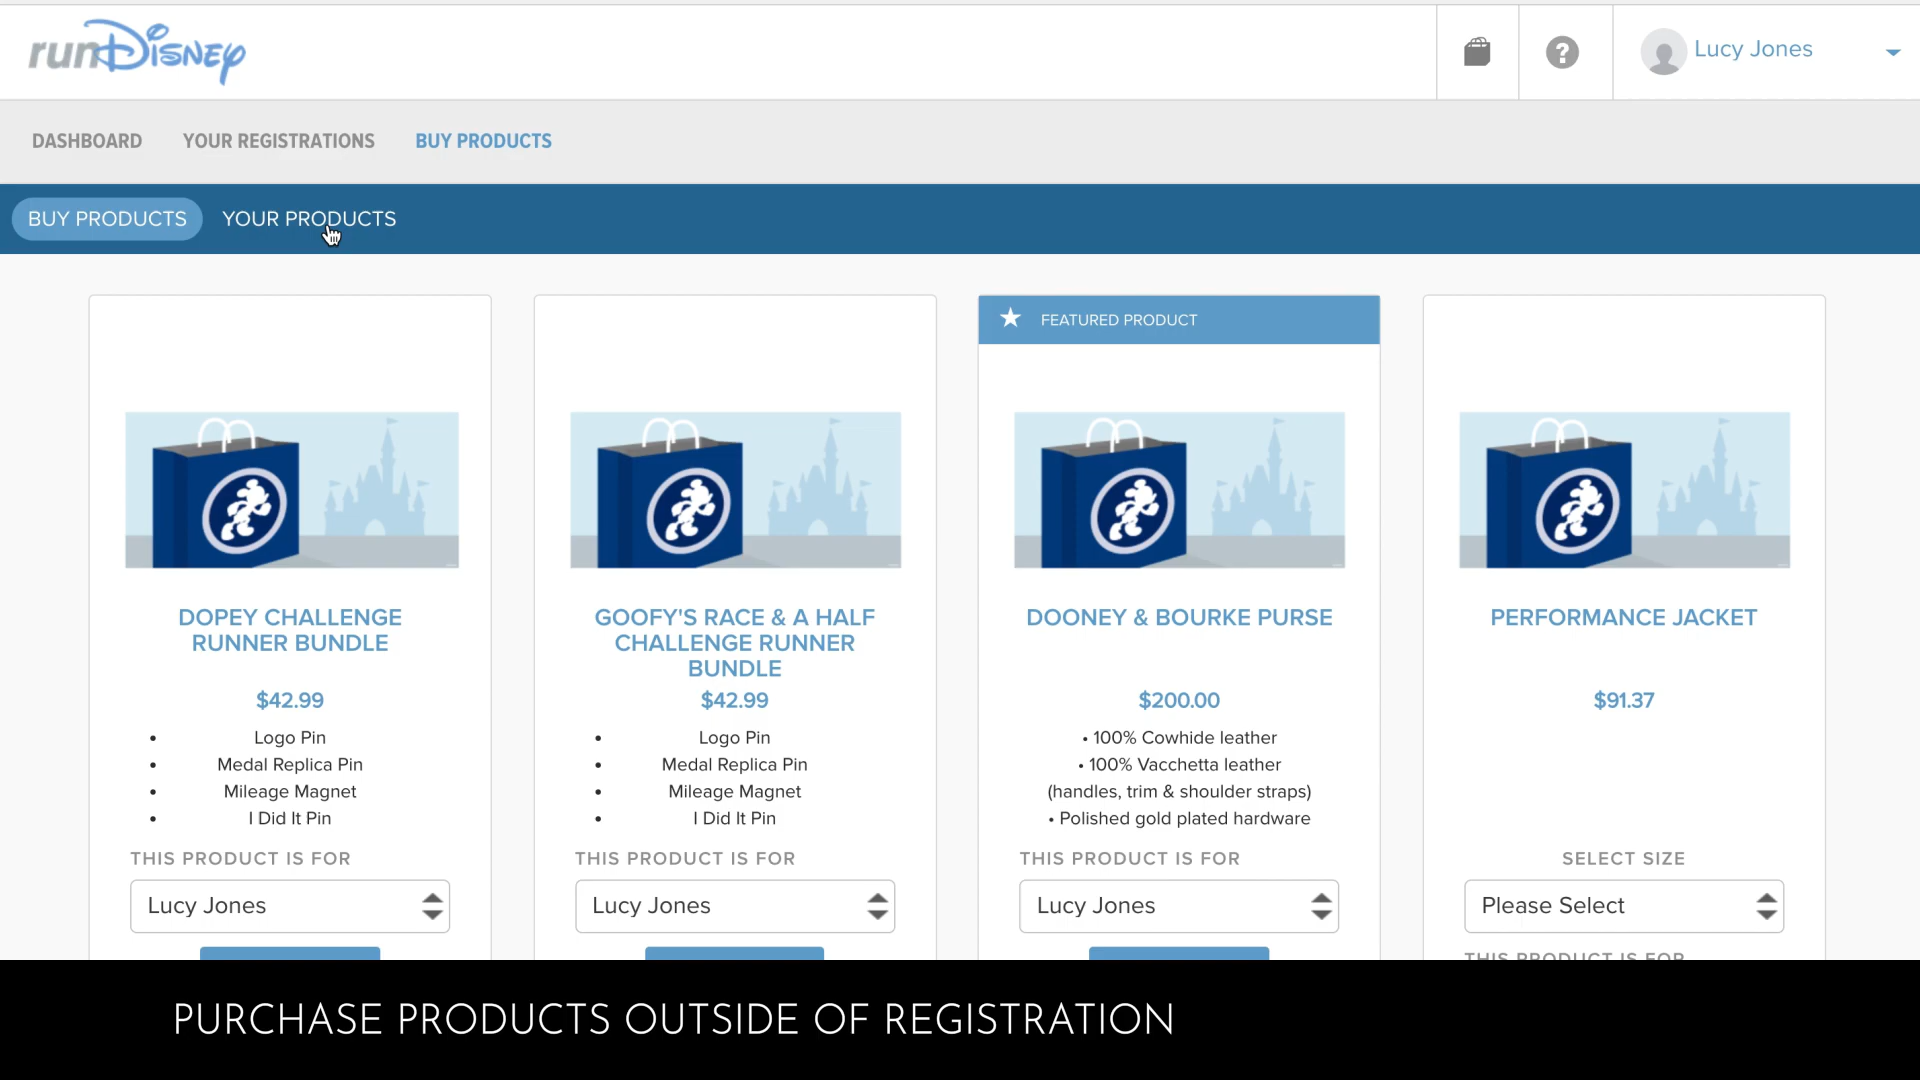 runDisney
Lucy Jones
DASHBOARD
YOUR REGISTRATIONS
BUY PRODUCTS
BUY PRODUCTS
YOUR PRODUCTS
DOPEY CHALLENGE
RUNNER BUNDLE
$42.99
• Logo Pin
• Medal Replica Pin
• Mileage Magnet
• I Did It Pin
THIS PRODUCT IS FOR
Lucy Jones
GOOFY'S RACE & A HALF
CHALLENGE RUNNER
BUNDLE
$42.99
• Logo Pin
• Medal Replica Pin
• Mileage Magnet
• I Did It Pin
THIS PRODUCT IS FOR
Lucy Jones
FEATURED PRODUCT
DOONEY & BOURKE PURSE
$200.00
• 100% Cowhide leather
• 100% Vacchetta leather
(handles, trim & shoulder straps)
• Polished gold plated hardware
THIS PRODUCT IS FOR
Lucy Jones
PERFORMANCE JACKET
$91.37
SELECT SIZE
Please Select
THIS PRODUCT IS FOR
PURCHASE PRODUCTS OUTSIDE OF REGISTRATION